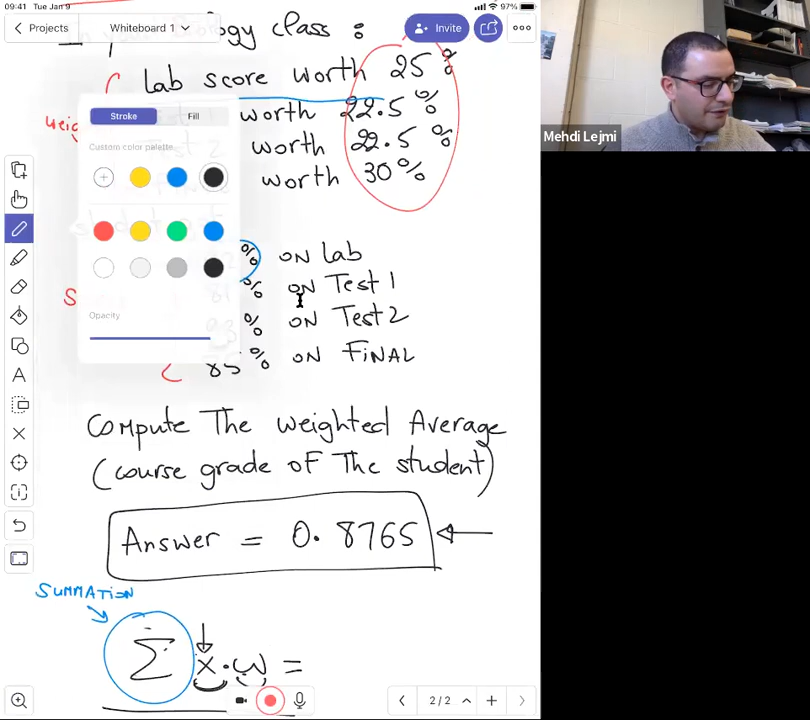 09:41 Tue Jan 9
97%
Projects
Whiteboard 1
Invite
class :
lab score worth 25 %
Stroke
Fill
worth 22.5 %
Custom color palette
worth 22.5 %
worth 30 %
% ON Lab
% ON Test 1
% ON Test 2
Opacity
85 % ON FiNAL
Compute The Weighted Average
(course grade of The student)
Answer = 0.8765
SUMMATiON
Σ x.w =
2/2
Mehdi Lejmi